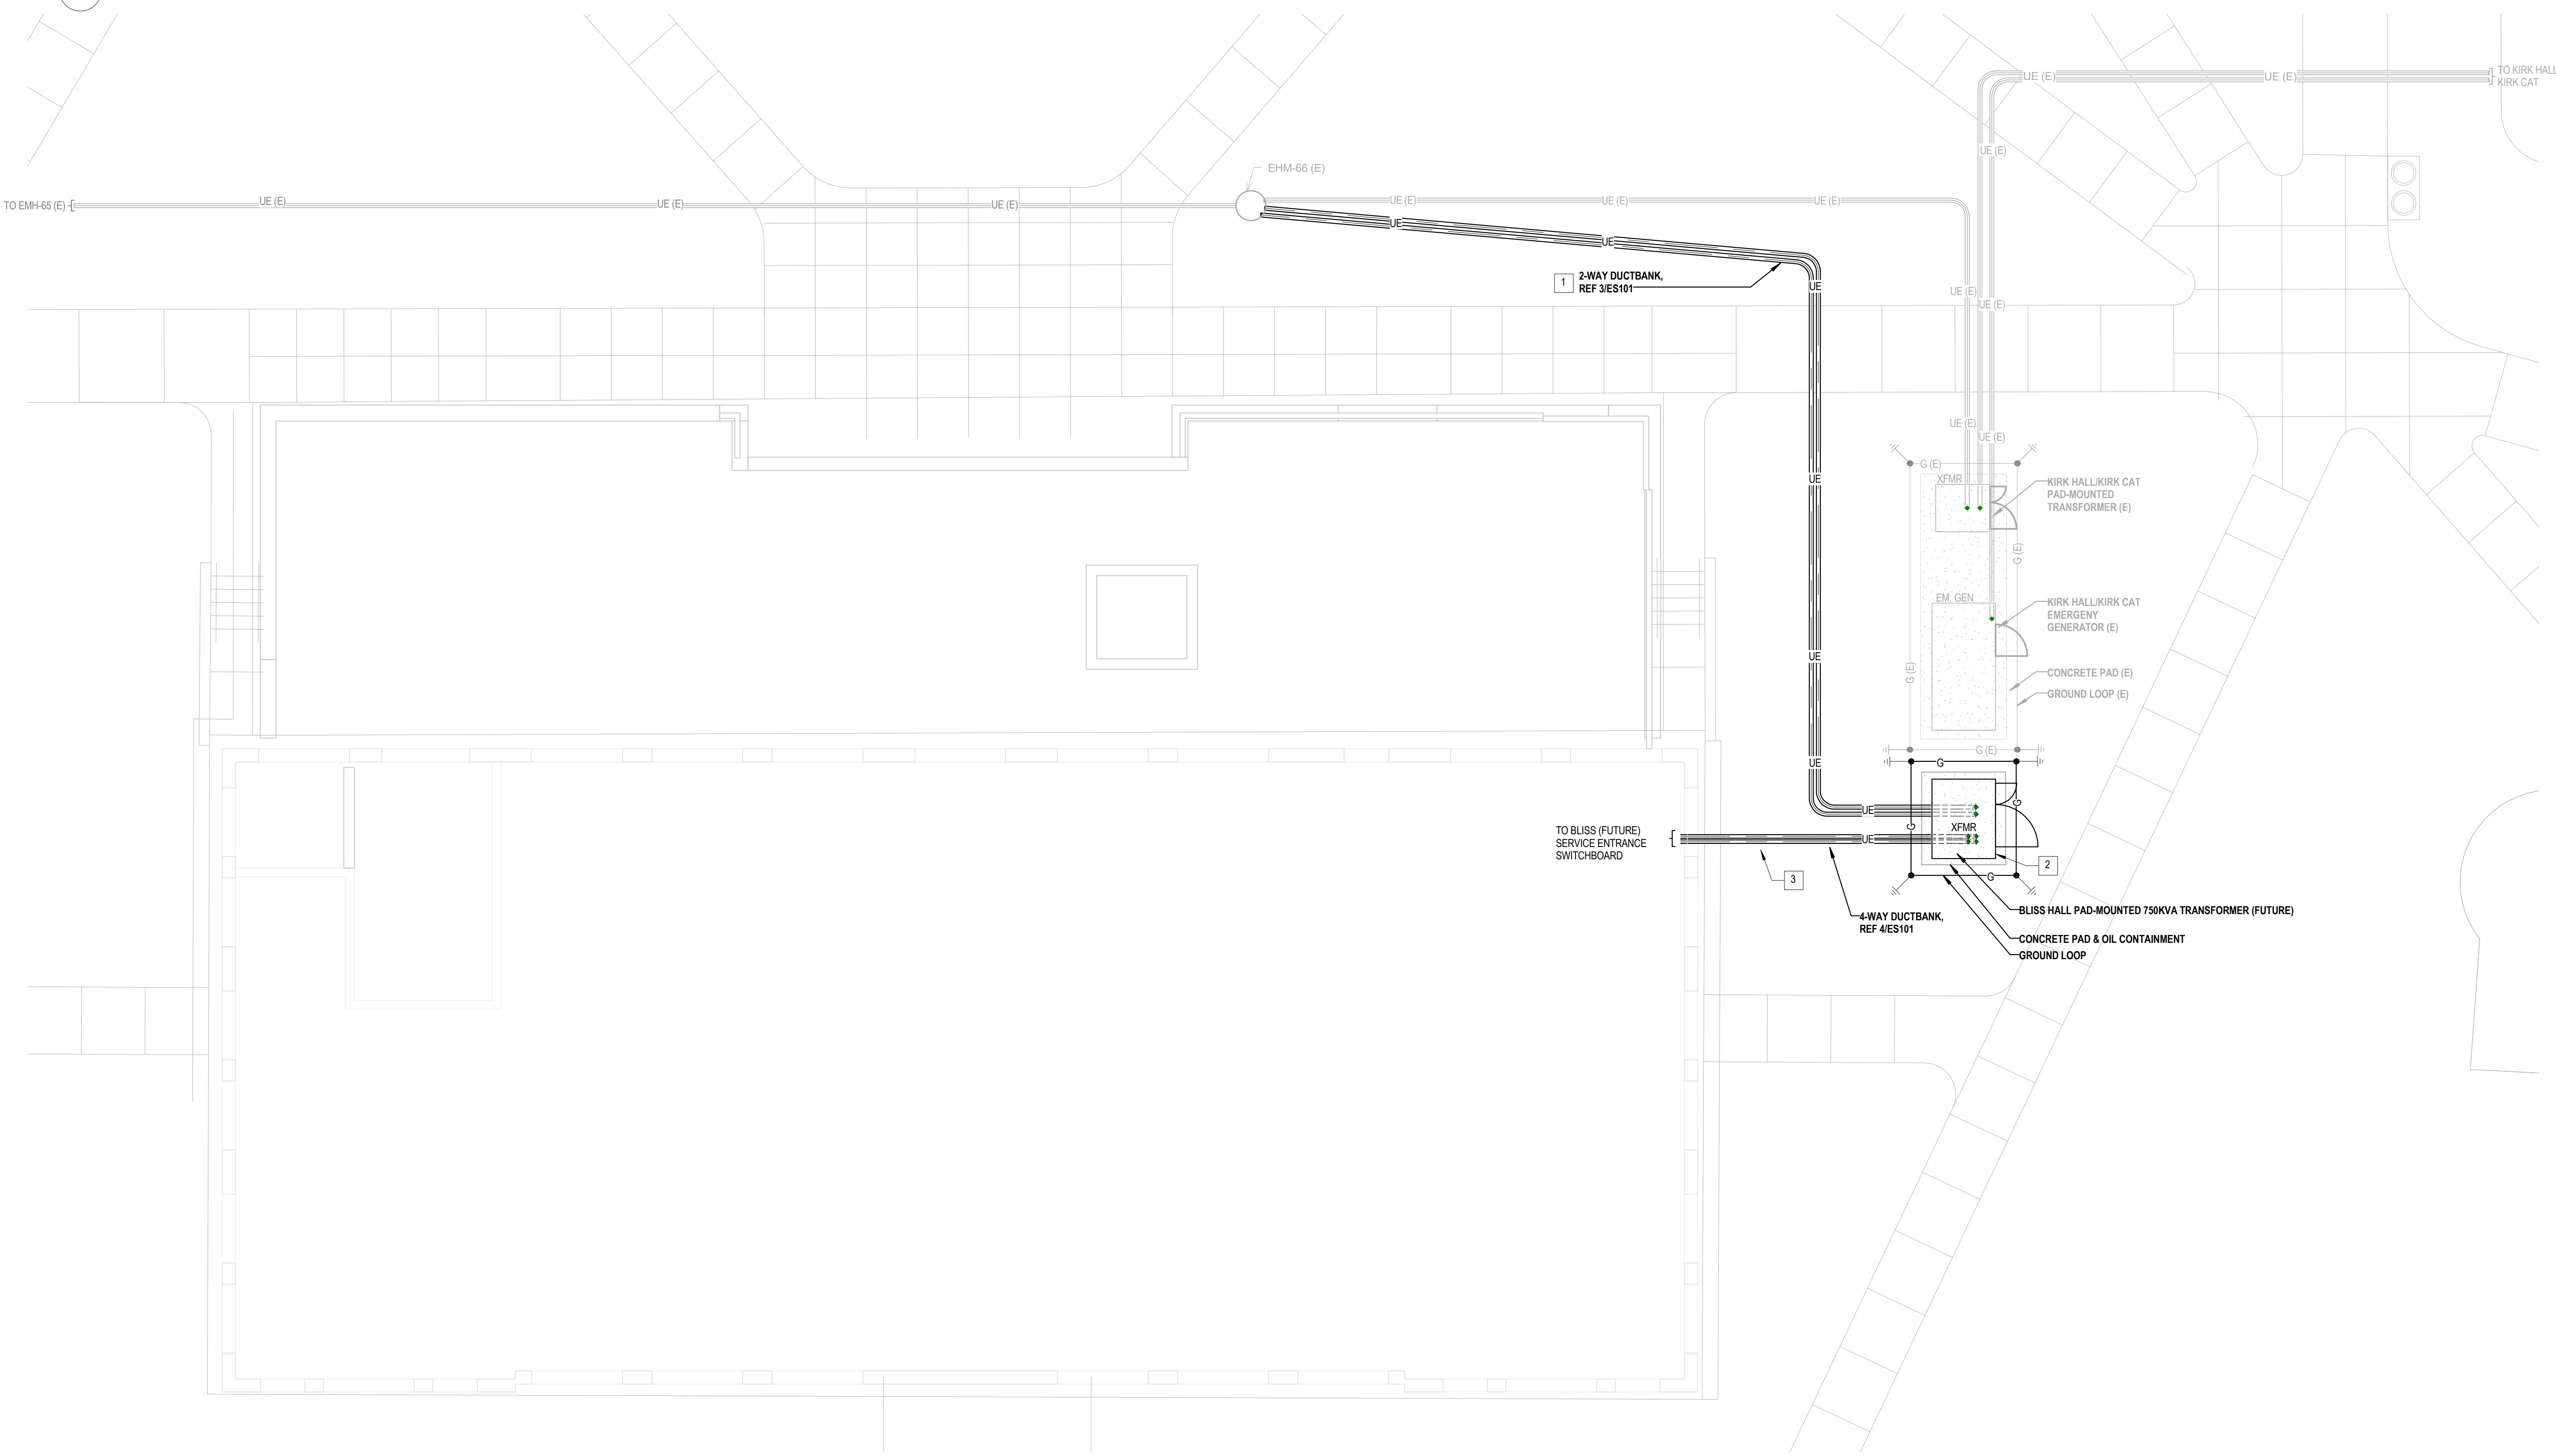 TO KIRK HALL
KIRK CAT
UE (E)
UE (E)
UE (E)
EHM-66 (E)
TO EMH-65 (E)
UE (E)
UE (E)
UE (E)
UE (E)
UE (E)
UE (E)
UE
UE
1
2-WAY DUCTBANK,
REF 3/ES101
UE
UE (E)
UE (E)
UE (E)
UE (E)
G (E)
XFMR
UE
KIRK HALL/KIRK CAT
PAD-MOUNTED
TRANSFORMER (E)
G (E)
EM. GEN
KIRK HALL/KIRK CAT
EMERGENY
GENERATOR (E)
UE
G (E)
CONCRETE PAD (E)
GROUND LOOP (E)
G (E)
UE
G
G
UE
G
XFMR
TO BLISS (FUTURE)
SERVICE ENTRANCE
SWITCHBOARD
UE
2
3
G
BLISS HALL PAD-MOUNTED 750KVA TRANSFORMER (FUTURE)
4-WAY DUCTBANK,
REF 4/ES101
CONCRETE PAD & OIL CONTAINMENT
GROUND LOOP